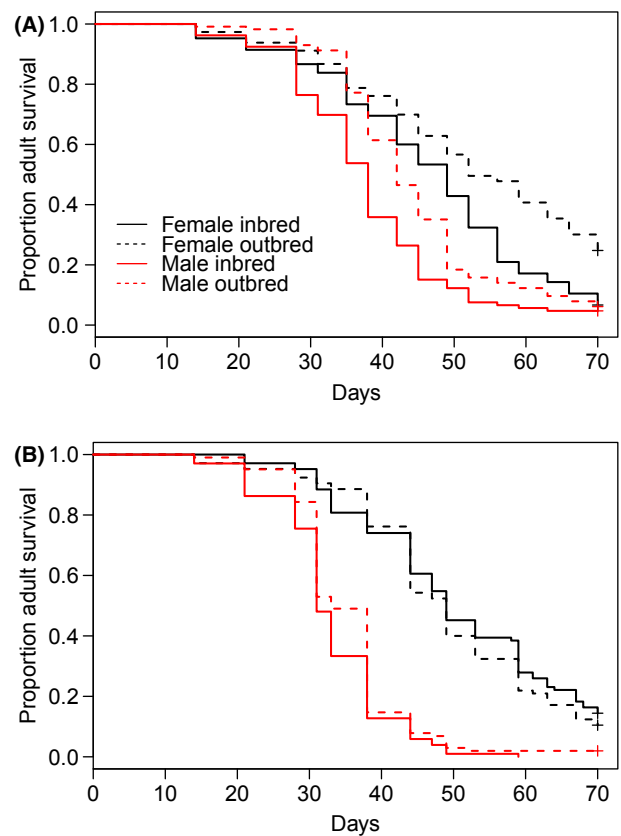 (A)
Proportion adult survival
1.0
0.8
0.6
0.4
0.2
0.0
Female inbred
Female outbred
Male inbred
Male outbred
0 10 20 30 40 50 60 70
Days
(B)
Proportion adult survival
1.0
0.8
0.6
0.4
0.2
0.0
0 10 20 30 40 50 60 70
Days